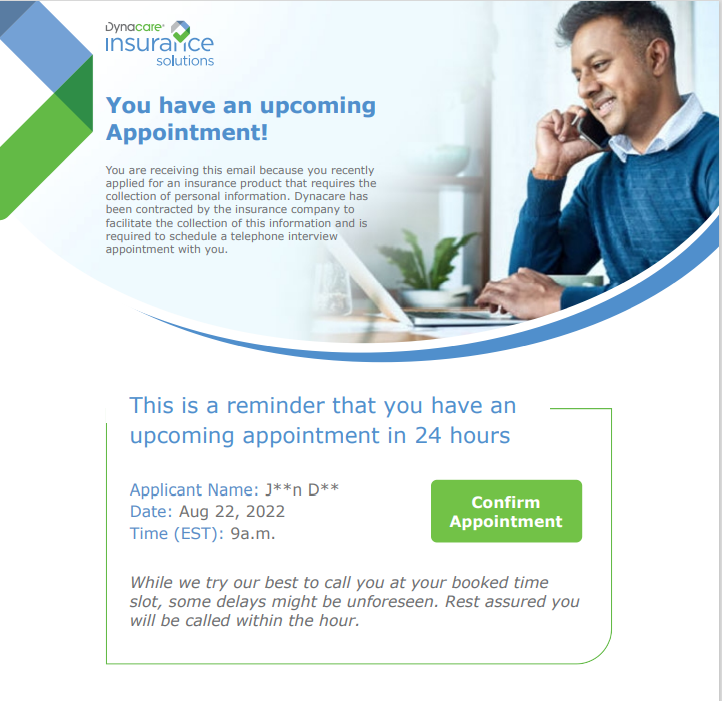 Dynacare
insurance
solutions
You have an upcoming
Appointment!
You are receiving this email because you recently
applied for an insurance product that requires the
collection of personal information. Dynacare has
been contracted by the insurance company to
facilitate the collection of this information and is
required to schedule a telephone interview
appointment with you.
This is a reminder that you have an
upcoming appointment in 24 hours
Applicant Name: J**n D**
Date: Aug 22, 2022
Time (EST): 9a.m.
Confirm
Appointment
While we try our best to call you at your booked time
slot, some delays might be unforeseen. Rest assured you
will be called within the hour.